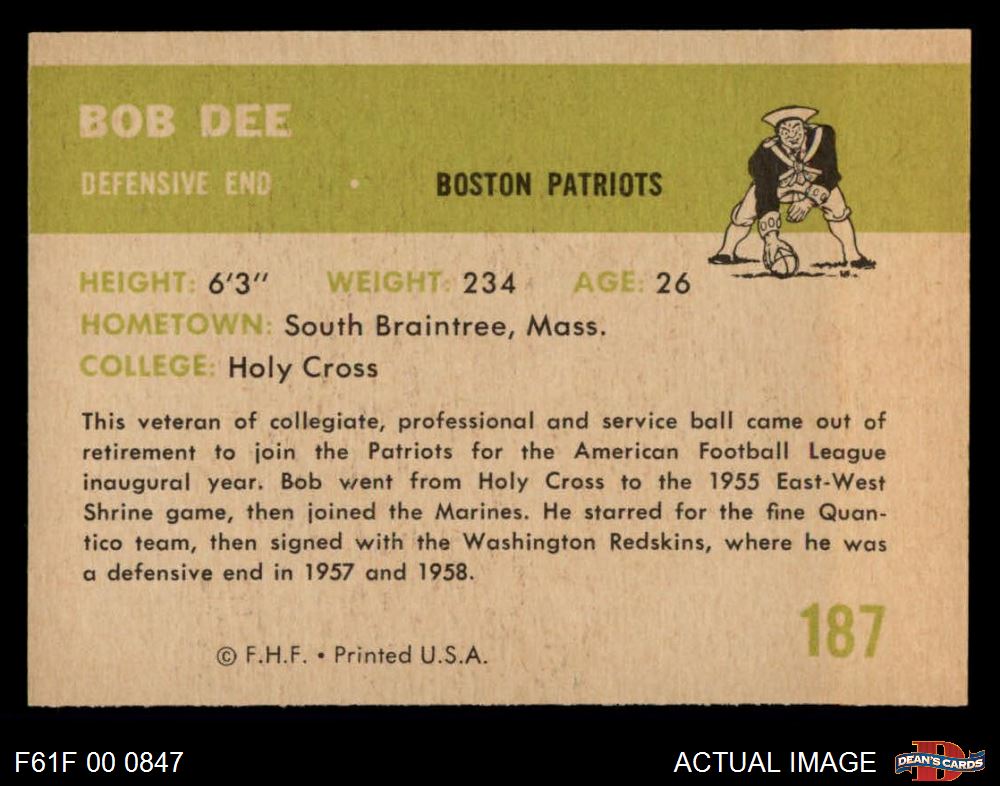 BOB DEE
DEFENSIVE END • BOSTON PATRIOTS
HEIGHT: 6'3" WEIGHT: 234 AGE: 26
HOMETOWN: South Braintree, Mass.
COLLEGE: Holy Cross
This veteran of collegiate, professional and service ball came out of
retirement to join the Patriots for the American Football League
inaugural year. Bob went from Holy Cross to the 1955 East-West
Shrine game, then joined the Marines. He starred for the fine Quan-
tico team, then signed with the Washington Redskins, where he was
a defensive end in 1957 and 1958.
187
© F.H.F. • Printed U.S.A.
F61F 00 0847
ACTUAL IMAGE
D
DEAN'S CARDS